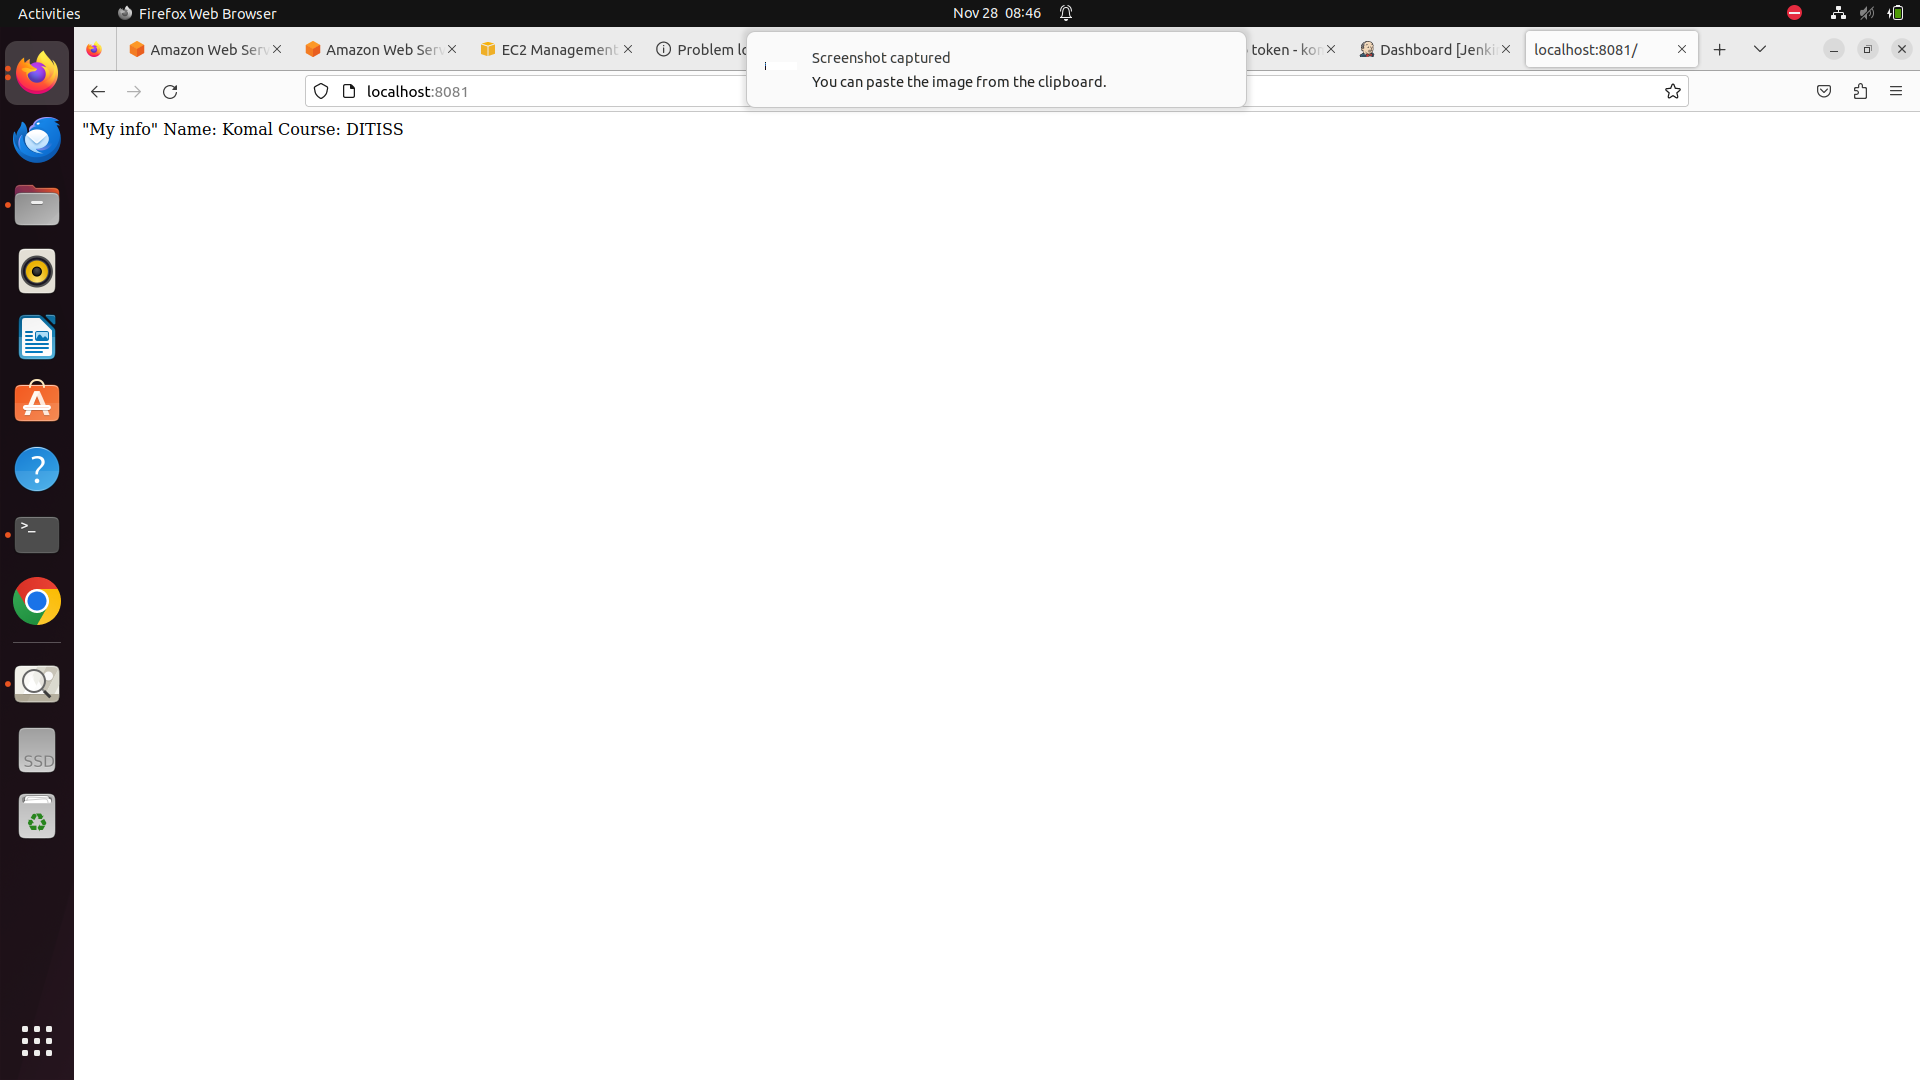 Activities Firefox Web Browser Nov 28 08:46
Amazon Web Serv Amazon Web Serv EC2 Management Problem lo token - kom Dashboard [Jenki localhost:8081/
Screenshot captured
You can paste the image from the clipboard.
localhost:8081
"My info" Name: Komal Course: DITISS
>_
?
SSD